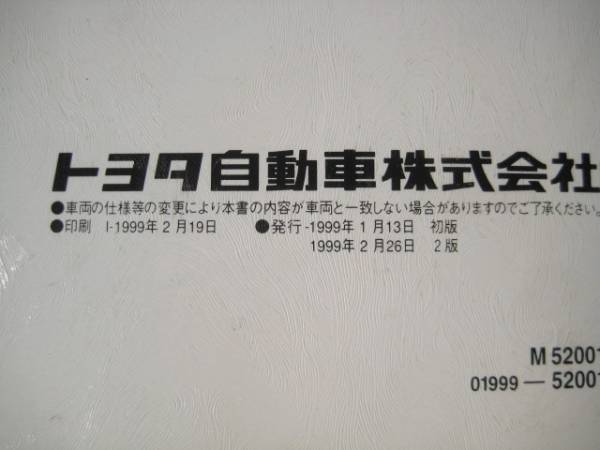 トヨタ自動車株式会社
●車両の仕様等の変更により本書の内容が車両と一致しない場合がありますのでご了承ください。
●印刷 I-1999年2月19日 ●発行-1999年1月13日 初版
1999年2月26日 2版
M 52001
01999—52001